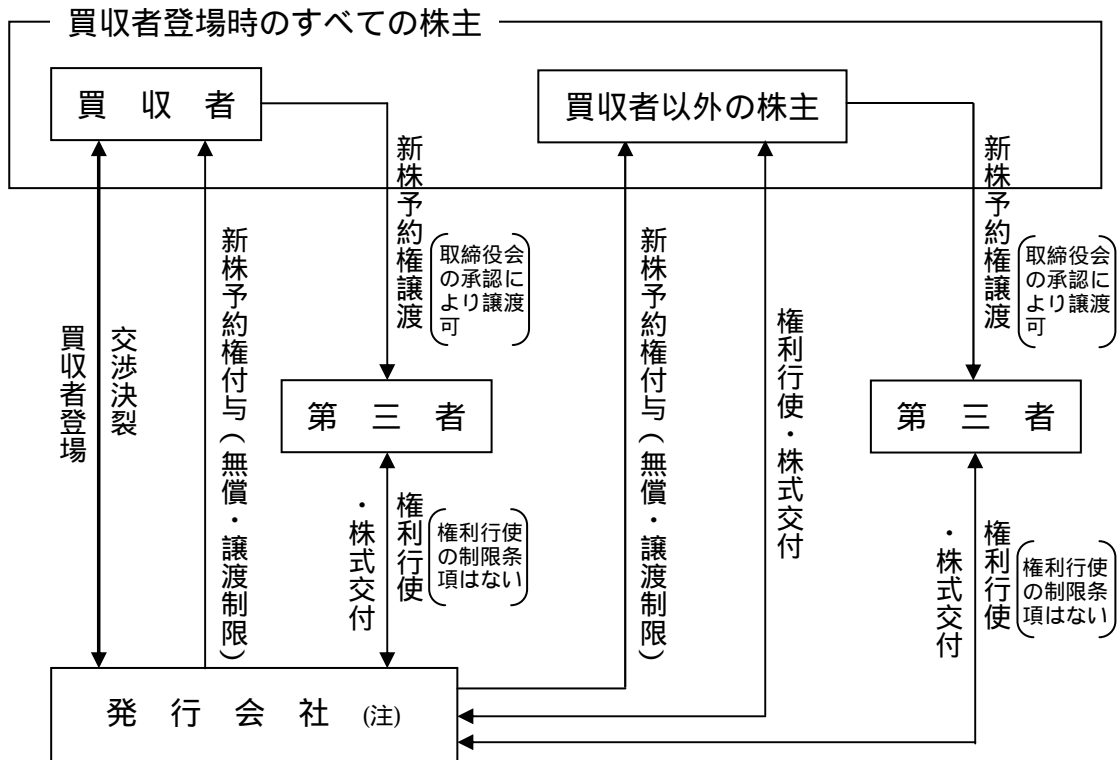 買収者登場時のすべての株主
買収者
買収者以外の株主
新株予約権譲渡
取締役会
の承認に
より譲渡
可
新株予約権譲渡
取締役会
の承認に
より譲渡
可
買収者登場
交渉決裂
新株予約権付与(無償・譲渡制限)
新株予約権付与(無償・譲渡制限)
権利行使・株式交付
第三者
第三者
権利行使
・株式交付
権利行使
の制限条
項はない
権利行使
・株式交付
権利行使
の制限条
項はない
発行会社 (注)